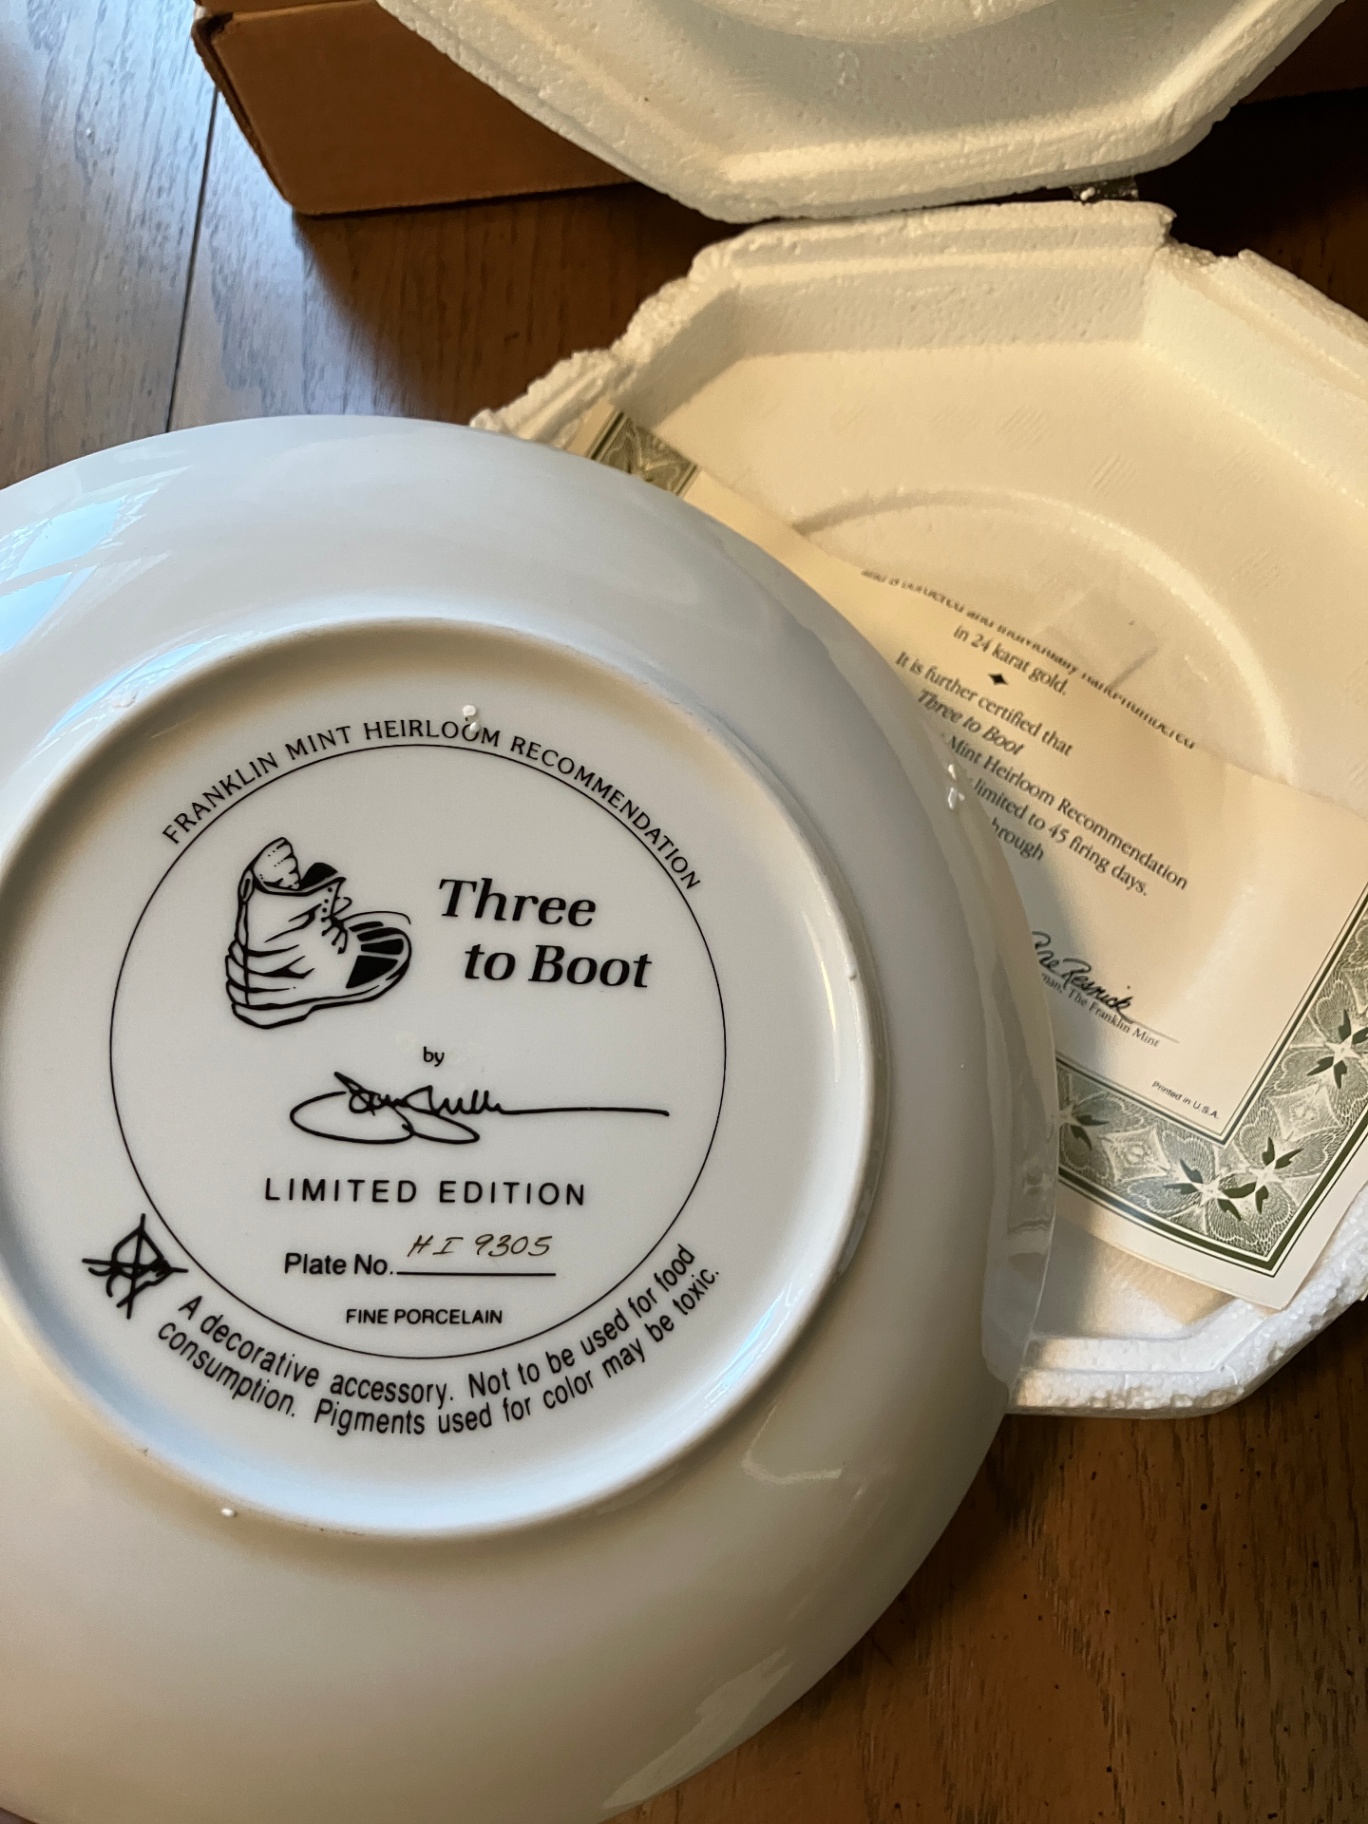 FRANKLIN MINT HEIRLOOM RECOMMENDATION
Three
to Boot
by
LIMITED EDITION
Plate No. HI 9305
FINE PORCELAIN
A decorative accessory. Not to be used for food
consumption. Pigments used for color may be toxic.
and individually
in 24 karat gold.
It is further certified that
Three to Boot
Mint Heirloom Recommendation
limited to 45 firing days.
The Franklin Mint
Printed in U.S.A.